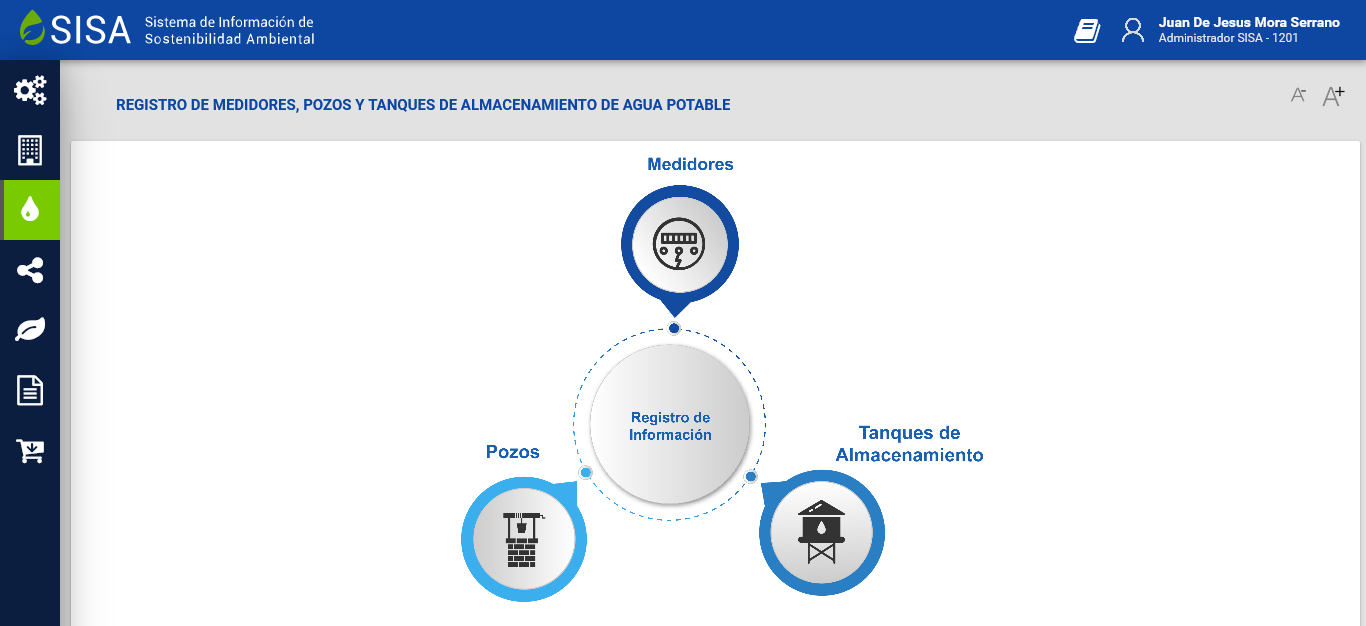 SISA
Sistema de Información de
Sostenibilidad Ambiental
Juan De Jesus Mora Serrano
Administrador SISA - 1201
REGISTRO DE MEDIDORES, POZOS Y TANQUES DE ALMACENAMIENTO DE AGUA POTABLE
A-
A+
Medidores
Registro de
Información
Pozos
Tanques de
Almacenamiento